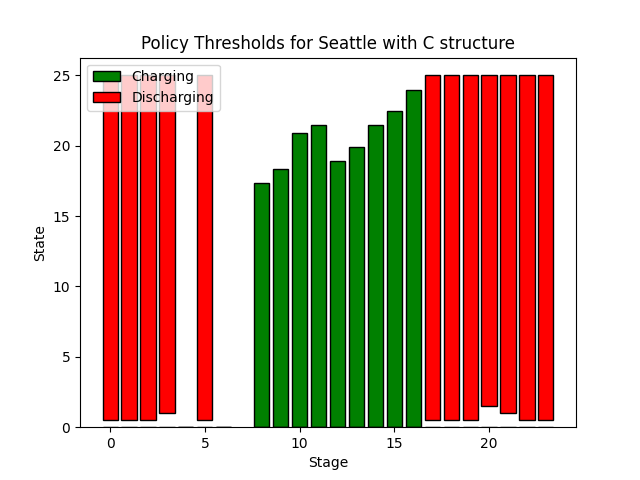 Policy Thresholds for Seattle with C structure
Charging
Discharging
25
20
15
10
5
0
State
0 5 10 15 20
Stage